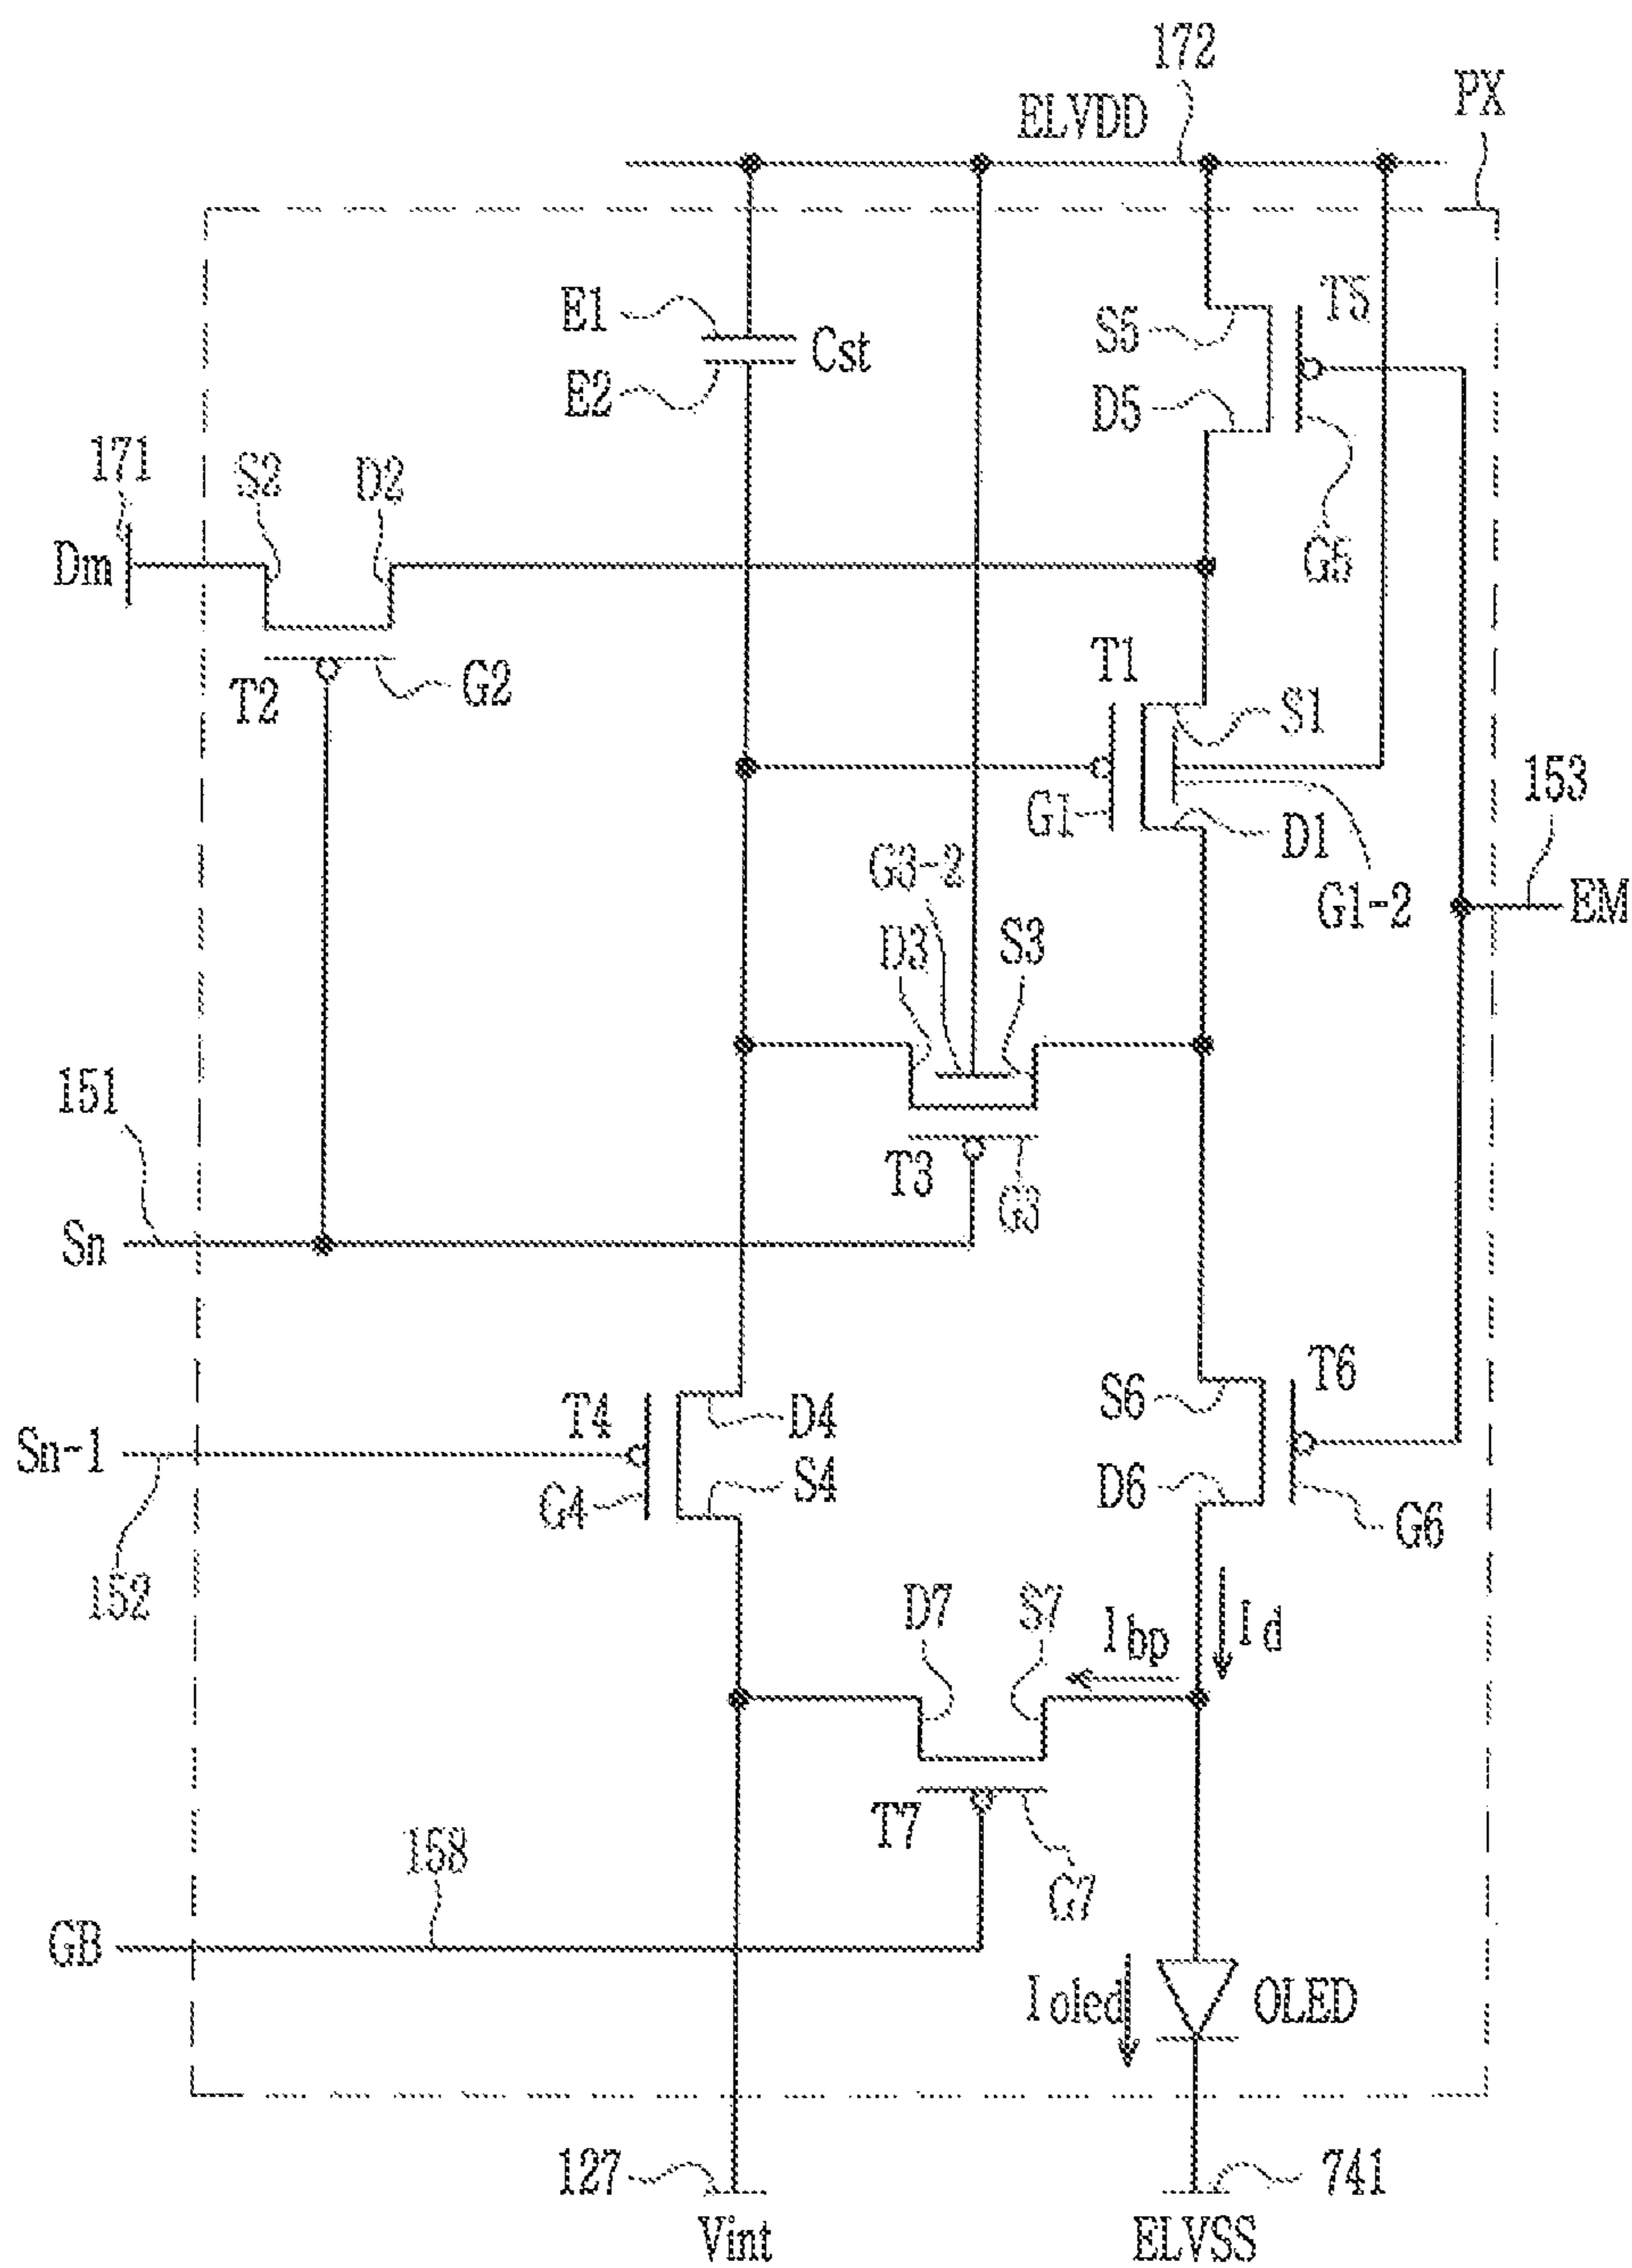 172
ELVDD
PX
E1
Cst
E2
S5
T5
D5
G5
171
S2
D2
Dm
T2
G2
T1
S1
G1
D1
G1-2
153
EM
G3-2
D3
S3
151
T3
G3
Sn
T4
D4
S6
T6
Sn-1
G4
S4
D6
G6
152
D7
S7
Ibp
Id
T7
G7
158
GB
Ioled
OLED
127
741
Vint
ELVSS